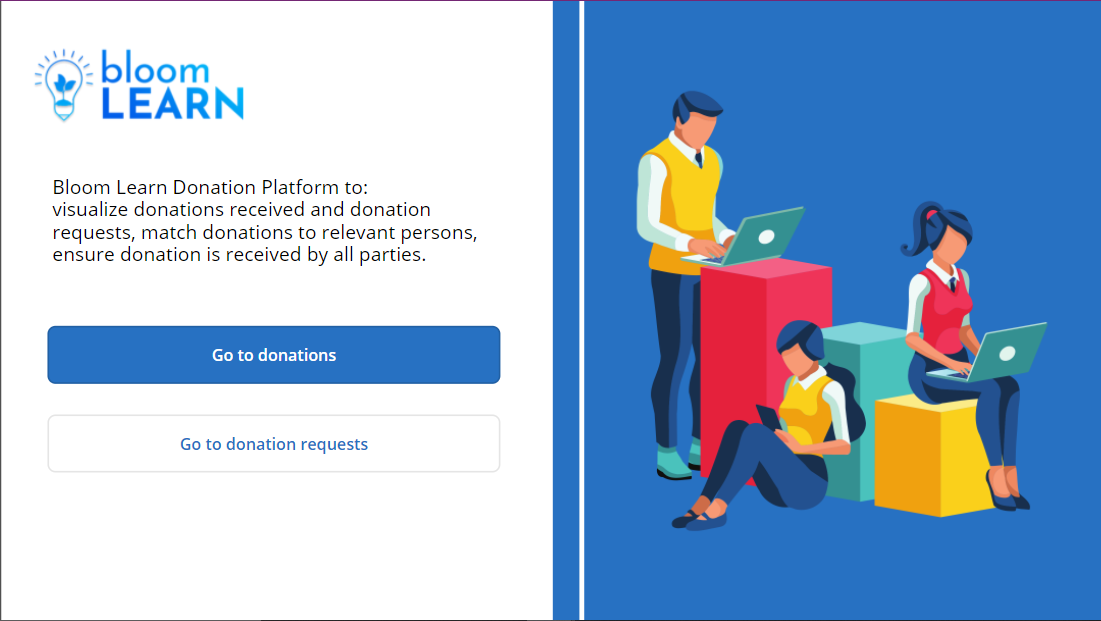 bloom
LEARN
Bloom Learn Donation Platform to:
visualize donations received and donation
requests, match donations to relevant persons,
ensure donation is received by all parties.
Go to donations
Go to donation requests